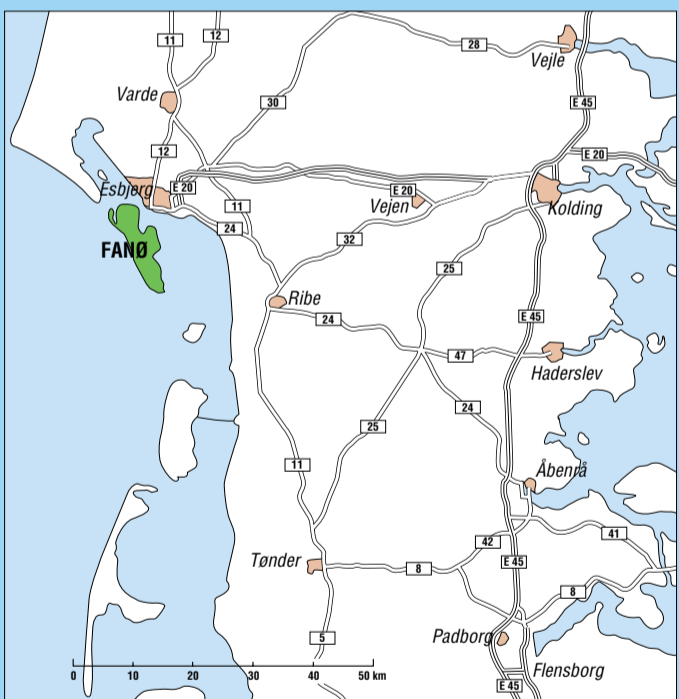 11
12
28
Vejle
Varde
30
E 45
12
E 20
Esbjerg
E 20
E 20
Vejen
Kolding
11
24
32
FANØ
25
Ribe
24
E 45
47
Haderslev
24
25
11
Åbenrå
42
41
Tønder
8
E 45
8
5
Padborg
Flensborg
E 45
0 10 20 30 40 50 km